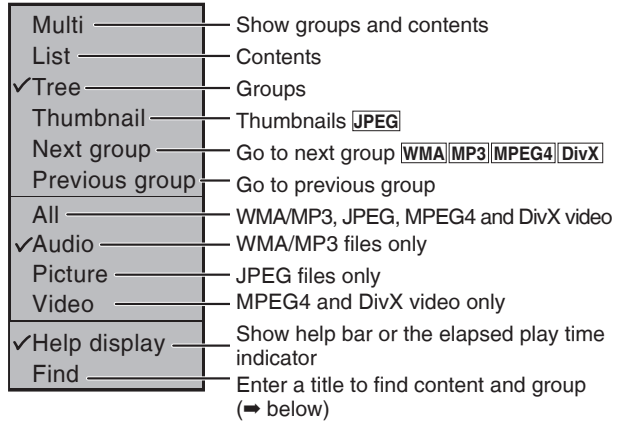 Multi Show groups and contents
List Contents
✓Tree Groups
Thumbnail Thumbnails JPEG
Next group Go to next group WMA MP3 MPEG4 DivX
Previous group Go to previous group
All WMA/MP3, JPEG, MPEG4 and DivX video
✓Audio WMA/MP3 files only
Picture JPEG files only
Video MPEG4 and DivX video only
✓Help display Show help bar or the elapsed play time
indicator
Find Enter a title to find content and group
(➡ below)